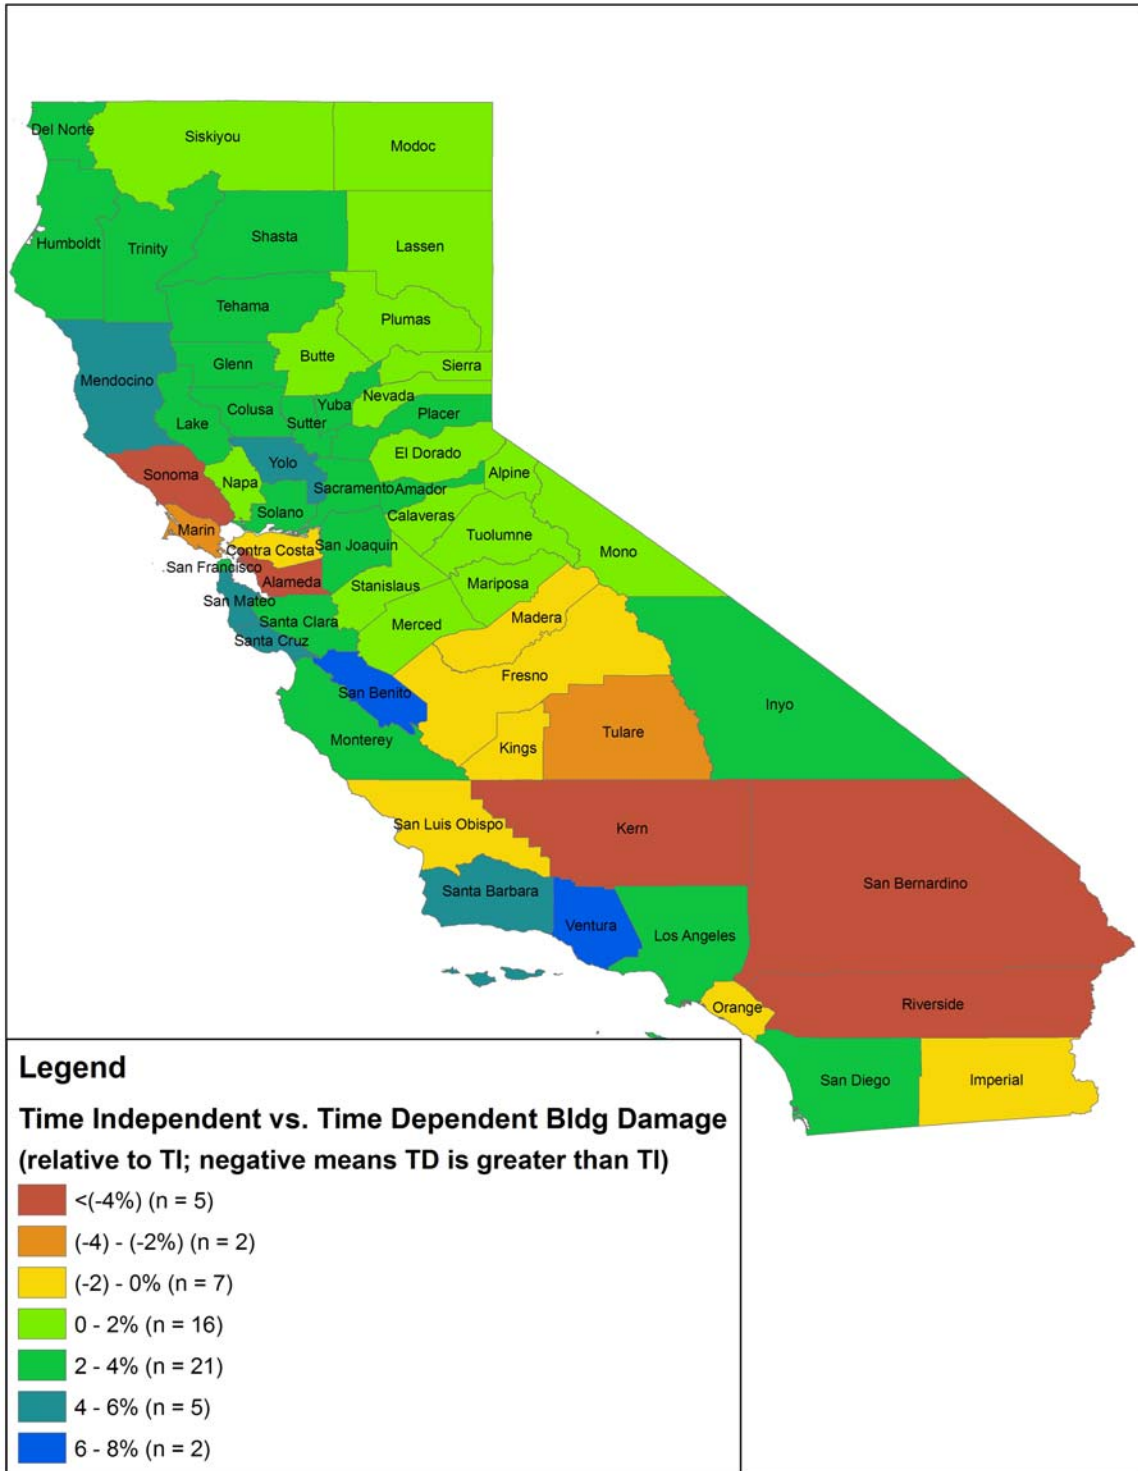 Del Norte
Siskiyou
Modoc
Humboldt
Trinity
Shasta
Lassen
Tehama
Plumas
Butte
Glenn
Sierra
Mendocino
Nevada
Colusa
Yuba
Placer
Lake
Sutter
El Dorado
Yolo
Sonoma
Napa
Alpine
Sacramento
Amador
Solano
Calaveras
Marin
Tuolumne
Contra Costa
San Joaquin
Mono
San Francisco
Alameda
Stanislaus
Mariposa
San Mateo
Santa Clara
Merced
Madera
Santa Cruz
Fresno
San Benito
Inyo
Monterey
Kings
Tulare
San Luis Obispo
Kern
San Bernardino
Santa Barbara
Ventura
Los Angeles
Orange
Riverside
San Diego
Imperial
Legend
Time Independent vs. Time Dependent Bldg Damage
(relative to TI; negative means TD is greater than TI)
<(-4%) (n = 5)
(-4) - (-2%) (n = 2)
(-2) - 0% (n = 7)
0 - 2% (n = 16)
2 - 4% (n = 21)
4 - 6% (n = 5)
6 - 8% (n = 2)